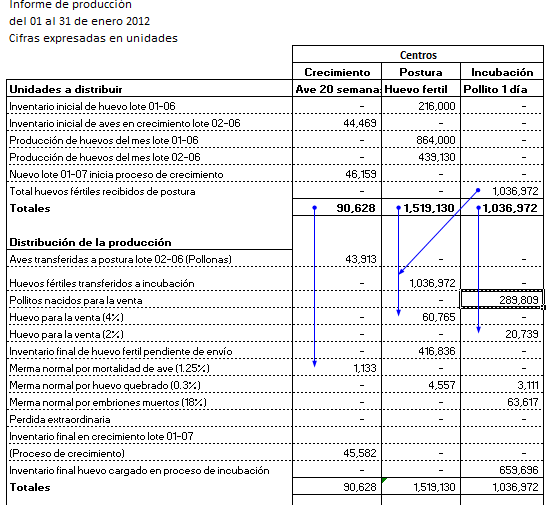 Informe de producción
del 01 al 31 de enero 2012
Cifras expresadas en unidades
Centros
Crecimiento Postura Incubación
Unidades a distribuir Ave 20 semana Huevo fertil Pollito 1 día
Inventario inicial de huevo lote 01-06 - 216,000 -
Inventario inicial de aves en crecimiento lote 02-06 44,469 - -
Producción de huevos del mes lote 01-06 - 864,000 -
Producción de huevos del mes lote 02-06 - 439,130 -
Nuevo lote 01-07 inicia proceso de crecimiento 46,159 - -
Total huevos fértiles recibidos de postura - - 1,036,972
Totales 90,628 1,519,130 1,036,972
Distribución de la producción
Aves transferidas a postura lote 02-06 (Pollonas) 43,913 - -
Huevos fértiles transferidos a incubación - 1,036,972 -
Pollitos nacidos para la venta - - 289,809
Huevo para la venta (4%) - 60,765 -
Huevo para la venta (2%) - - 20,739
Inventario final de huevo fertil pendiente de envío - 416,836 -
Merma normal por mortalidad de ave (1.25%) 1,133 - -
Merma normal por huevo quebrado (0.3%) - 4,557 3,111
Merma normal por embriones muertos (18%) - - 63,617
Perdida extraordinaria - - -
Inventario final en crecimiento lote 01-07 - - -
(Proceso de crecimiento) 45,582 - -
Inventario final huevo cargado en proceso de incubación - - 659,696
Totales 90,628 1,519,130 1,036,972